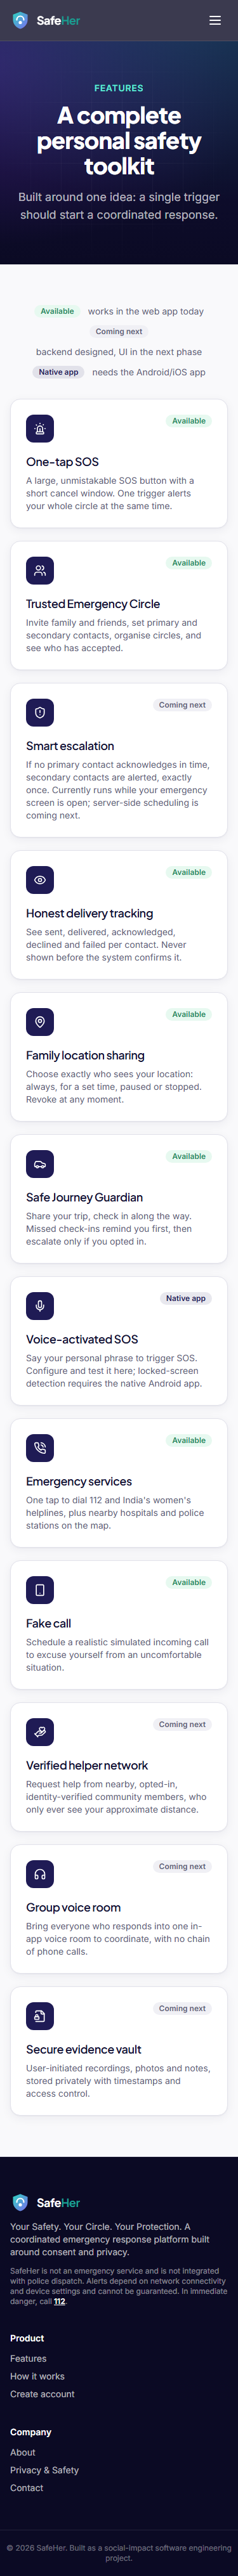 SafeHer
FEATURES
A complete
personal safety
toolkit
Built around one idea: a single trigger
should start a coordinated response.
Available works in the web app today
Coming next
backend designed, UI in the next phase
Native app needs the Android/iOS app
Available
One-tap SOS
A large, unmistakable SOS button with a
short cancel window. One trigger alerts
your whole circle at the same time.
Available
Trusted Emergency Circle
Invite family and friends, set primary and
secondary contacts, organise circles, and
see who has accepted.
Coming next
Smart escalation
If no primary contact acknowledges in time,
secondary contacts are alerted, exactly
once. Currently runs while your emergency
screen is open; server-side scheduling is
coming next.
Available
Honest delivery tracking
See sent, delivered, acknowledged,
declined and failed per contact. Never
shown before the system confirms it.
Available
Family location sharing
Choose exactly who sees your location:
always, for a set time, paused or stopped.
Revoke at any moment.
Available
Safe Journey Guardian
Share your trip, check in along the way.
Missed check-ins remind you first, then
escalate only if you opted in.
Native app
Voice-activated SOS
Say your personal phrase to trigger SOS.
Configure and test it here; locked-screen
detection requires the native Android app.
Available
Emergency services
One tap to dial 112 and India's women's
helplines, plus nearby hospitals and police
stations on the map.
Available
Fake call
Schedule a realistic simulated incoming call
to excuse yourself from an uncomfortable
situation.
Coming next
Verified helper network
Request help from nearby, opted-in,
identity-verified community members, who
only ever see your approximate distance.
Coming next
Group voice room
Bring everyone who responds into one in-
app voice room to coordinate, with no chain
of phone calls.
Coming next
Secure evidence vault
User-initiated recordings, photos and notes,
stored privately with timestamps and
access control.
SafeHer
Your Safety. Your Circle. Your Protection. A
coordinated emergency response platform built
around consent and privacy.
SafeHer is not an emergency service and is not integrated
with police dispatch. Alerts depend on network connectivity
and device settings and cannot be guaranteed. In immediate
danger, call 112.
Product
Features
How it works
Create account
Company
About
Privacy & Safety
Contact
© 2026 SafeHer. Built as a social-impact software engineering
project.